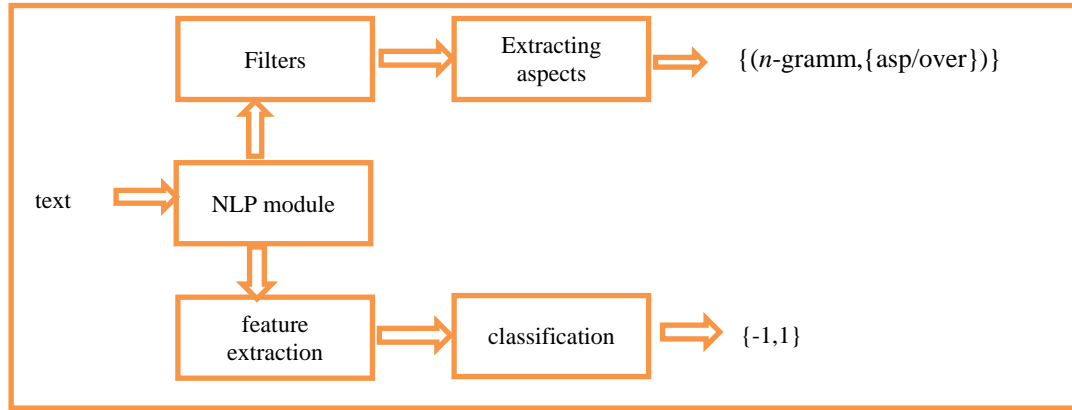 Filters
Extracting
aspects
{(n-gramm,{asp/over})}
text
NLP module
feature
extraction
classification
{-1,1}